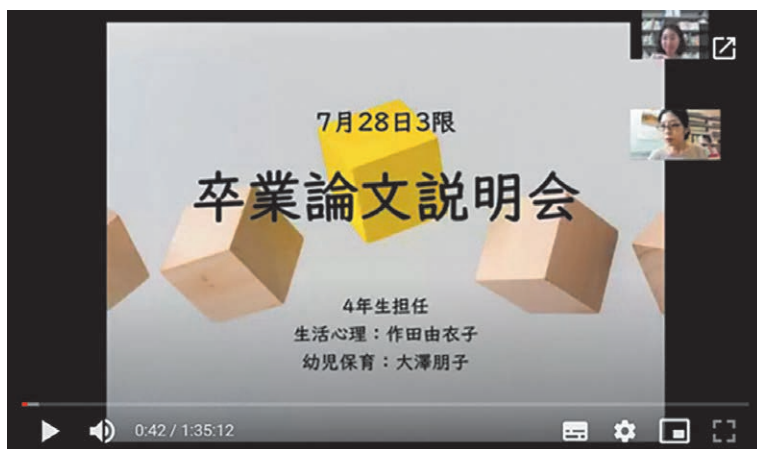 7月28日3限
卒業論文説明会
4年生担任
生活心理：作田由衣子
幼児保育：大澤朋子
0:42 / 1:35:12